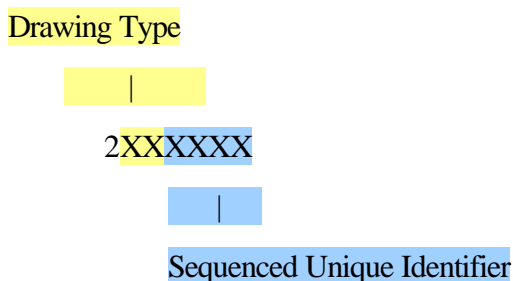 Drawing Type
|
2XXXXXX
|
Sequenced Unique Identifier